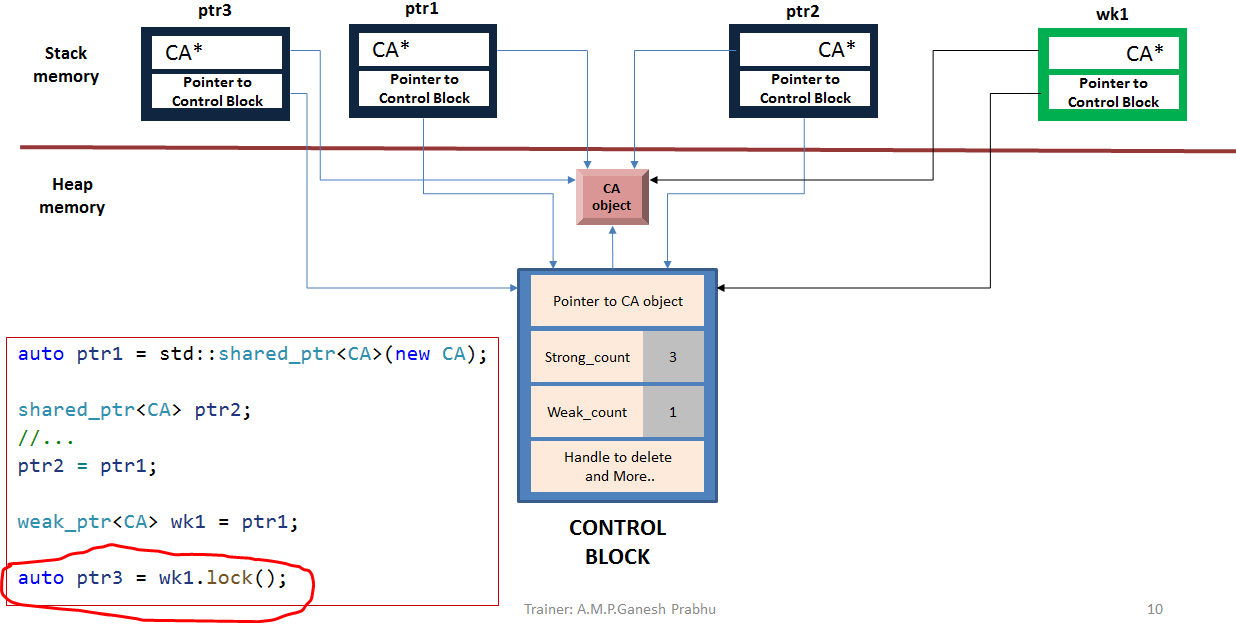 ptr3
ptr1
ptr2
wk1
Stack
memory
CA*
Pointer to
Control Block
CA*
Pointer to
Control Block
CA*
Pointer to
Control Block
CA*
Pointer to
Control Block
Heap
memory
CA
object
Pointer to CA object
Strong_count 3
Weak_count 1
Handle to delete
and More..
CONTROL
BLOCK
auto ptr1 = std::shared_ptr<CA>(new CA);
shared_ptr<CA> ptr2;
//...
ptr2 = ptr1;
weak_ptr<CA> wk1 = ptr1;
auto ptr3 = wk1.lock();
Trainer: A.M.P.Ganesh Prabhu
10